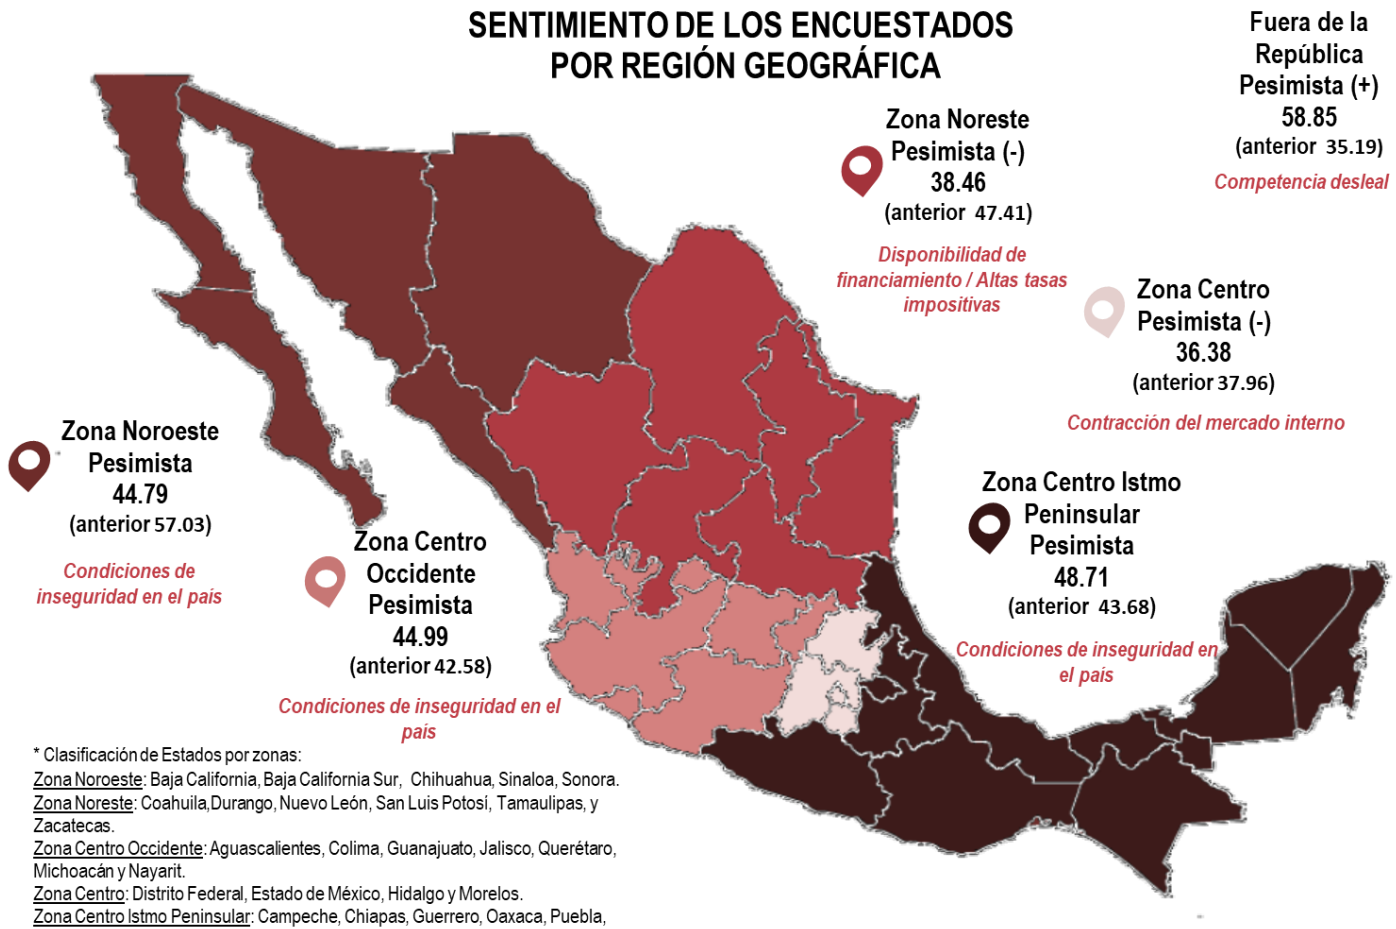 SENTIMIENTO DE LOS ENCUESTADOS
POR REGIÓN GEOGRÁFICA
Fuera de la
República
Pesimista (+)
58.85
(anterior 35.19)
Competencia desleal
Zona Noreste
Pesimista (-)
38.46
(anterior 47.41)
Disponibilidad de
financiamiento / Altas tasas
impositivas
Zona Centro
Pesimista (-)
36.38
(anterior 37.96)
Contracción del mercado interno
Zona Noroeste
Pesimista
44.79
(anterior 57.03)
Condiciones de
inseguridad en el país
Zona Centro
Occidente
Pesimista
44.99
(anterior 42.58)
Condiciones de inseguridad en el
país
Zona Centro Istmo
Peninsular
Pesimista
48.71
(anterior 43.68)
Condiciones de inseguridad en
el país
* Clasificación de Estados por zonas:
Zona Noroeste: Baja California, Baja California Sur, Chihuahua, Sinaloa, Sonora.
Zona Noreste: Coahuila,Durango, Nuevo León, San Luis Potosí, Tamaulipas, y
Zacatecas.
Zona Centro Occidente: Aguascalientes, Colima, Guanajuato, Jalisco, Querétaro,
Michoacán y Nayarit.
Zona Centro: Distrito Federal, Estado de México, Hidalgo y Morelos.
Zona Centro Istmo Peninsular: Campeche, Chiapas, Guerrero, Oaxaca, Puebla,